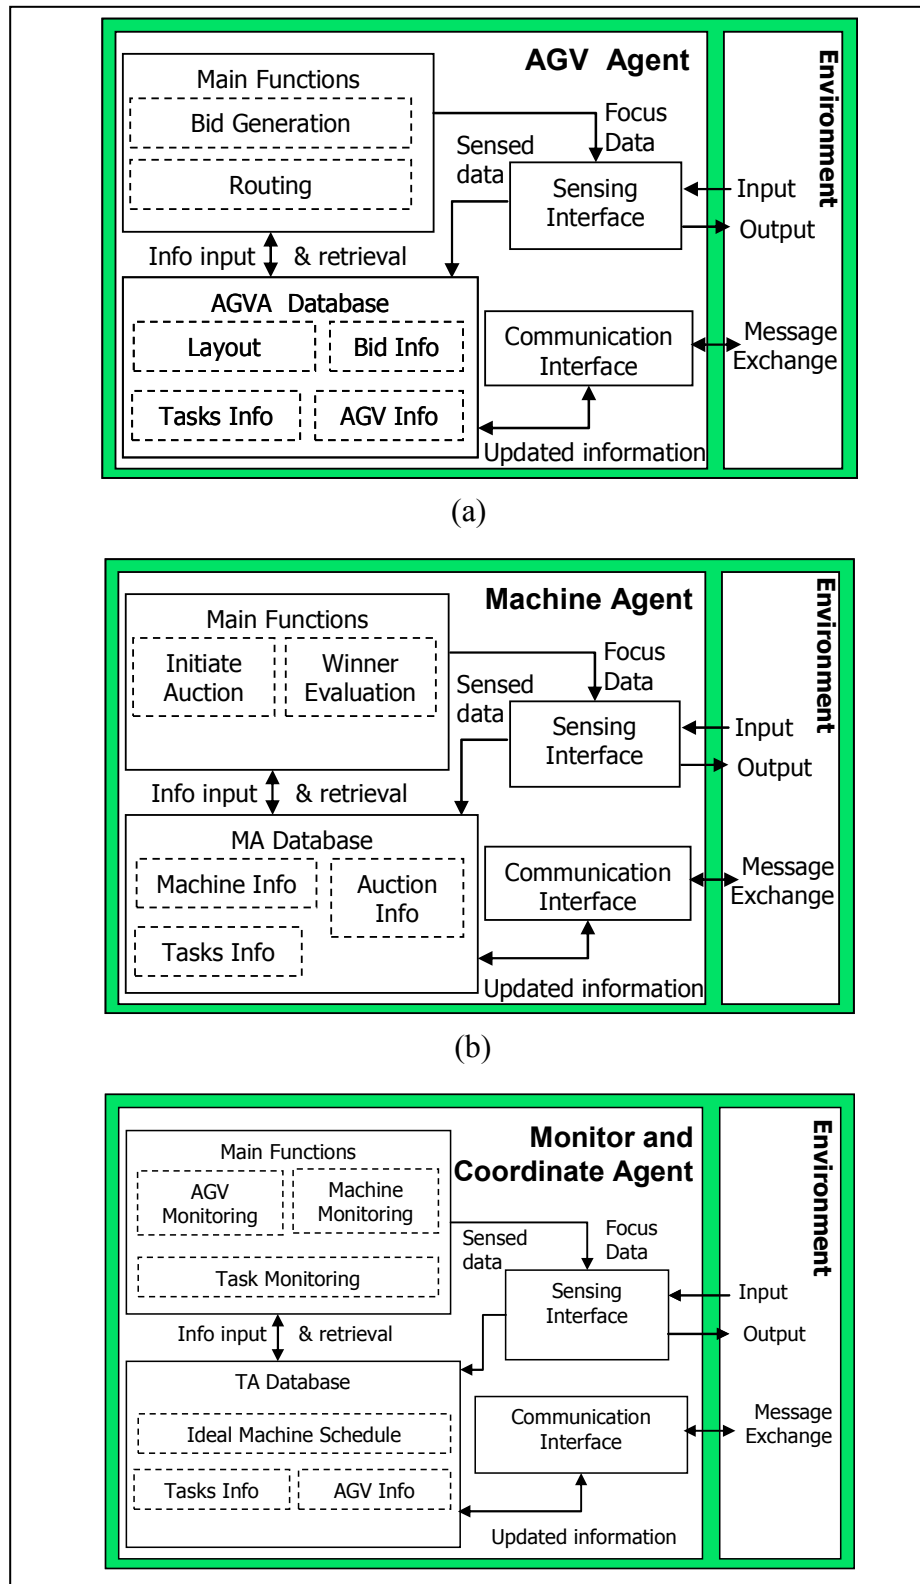 AGV Agent
Main Functions
Bid Generation
Routing
Focus
Data
Sensed
data
Sensing
Interface
Input
Output
Environment
Info input & retrieval
AGVA Database
Layout
Bid Info
Tasks Info
AGV Info
Communication
Interface
Message
Exchange
Updated information
(a)
Machine Agent
Main Functions
Initiate
Auction
Winner
Evaluation
Focus
Data
Sensed
data
Sensing
Interface
Input
Output
Environment
Info input & retrieval
MA Database
Machine Info
Auction
Info
Tasks Info
Communication
Interface
Message
Exchange
Updated information
(b)
Monitor and
Coordinate Agent
Main Functions
AGV
Monitoring
Machine
Monitoring
Task Monitoring
Focus
Data
Sensed
data
Sensing
Interface
Input
Output
Environment
Info input & retrieval
TA Database
Ideal Machine Schedule
Tasks Info
AGV Info
Communication
Interface
Message
Exchange
Updated information